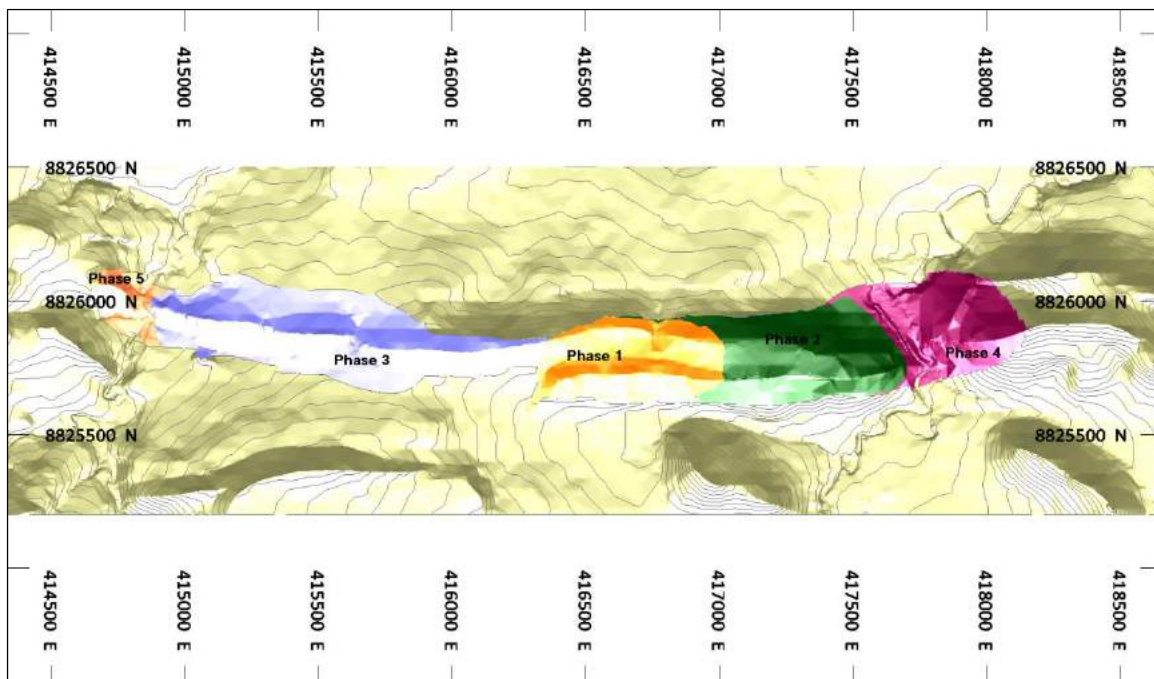 414500 E
415000 E
415500 E
416000 E
416500 E
417000 E
417500 E
418000 E
418500 E
8826500 N
8826500 N
Phase 5
8826000 N
8826000 N
Phase 2
Phase 4
Phase 1
Phase 3
8825500 N
8825500 N
414500 E
415000 E
415500 E
416000 E
416500 E
417000 E
417500 E
418000 E
418500 E